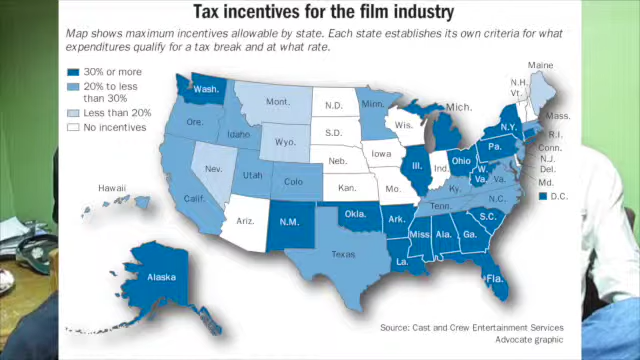 Tax incentives for the film industry
Map shows maximum incentives allowable by state. Each state establishes its own criteria for what
expenditures qualify for a tax break and at what rate.
30% or more
20% to less
than 30%
Less than 20%
No incentives
Maine
N.H.
Vt.
Wash.
Mont.
N.D.
Minn.
Mich.
Mass.
Ore.
Idaho
S.D.
Wis.
N.Y.
R.I.
Wyo.
Conn.
Neb.
Iowa
Pa.
N.J.
Nev.
Ill.
Ind.
Ohio
Del.
Utah
Colo
W.
Va.
Va.
Md.
Hawaii
Calif.
Kan.
Mo.
Ky.
D.C.
Tenn.
N.C.
Ariz.
N.M.
Okla.
Ark.
S.C.
Miss.
Ala.
Ga.
Texas
La.
Fla.
Alaska
Source: Cast and Crew Entertainment Services
Advocate graphic